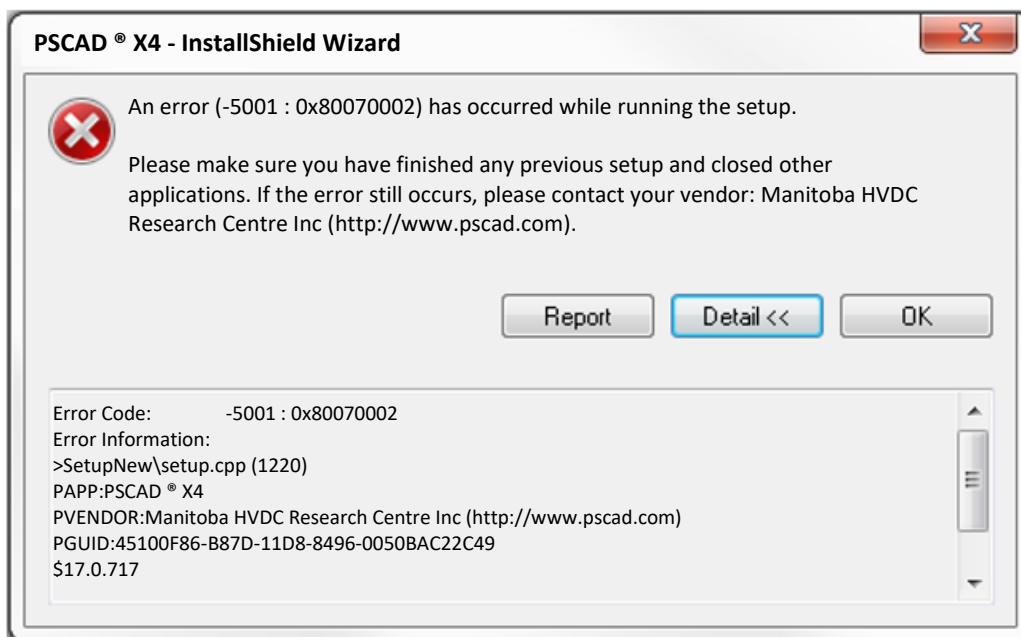 PSCAD ® X4 - InstallShield Wizard
An error (-5001 : 0x80070002) has occurred while running the setup.
Please make sure you have finished any previous setup and closed other
applications. If the error still occurs, please contact your vendor: Manitoba HVDC
Research Centre Inc (http://www.pscad.com).
Report Detail << OK
Error Code: -5001 : 0x80070002
Error Information:
>SetupNew\setup.cpp (1220)
PAPP:PSCAD ® X4
PVENDOR:Manitoba HVDC Research Centre Inc (http://www.pscad.com)
PGUID:45100F86-B87D-11D8-8496-0050BAC22C49
$17.0.717